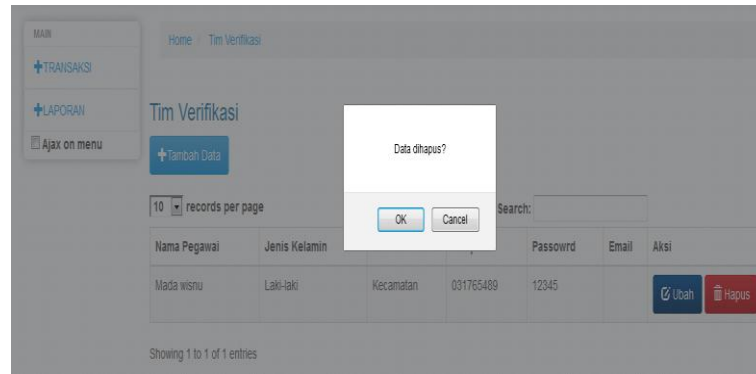 MAIN
Home / Tim Verifikasi
TRANSAKSI
LAPORAN
Ajax on menu
Tim Verifikasi
Tambah Data
Data dihapus?
OK Cancel
10 records per page Search:
Nama Pegawai Jenis Kelamin Passowrd Email Aksi
Mada wisnu Laki-laki Kecamatan 031765489 12345 Ubah Hapus
Showing 1 to 1 of 1 entries